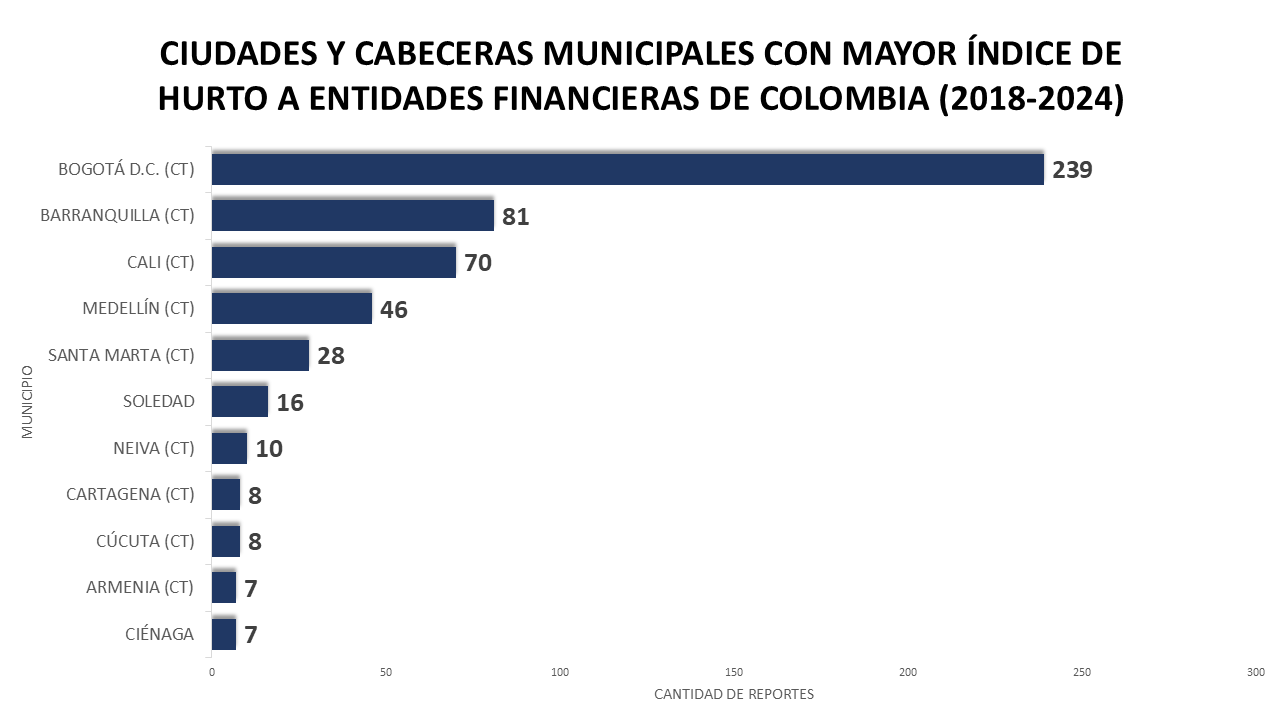 CIUDADES Y CABECERAS MUNICIPALES CON MAYOR ÍNDICE DE
HURTO A ENTIDADES FINANCIERAS DE COLOMBIA (2018-2024)
MUNICIPIO
BOGOTÁ D.C. (CT) 239
BARRANQUILLA (CT) 81
CALI (CT) 70
MEDELLÍN (CT) 46
SANTA MARTA (CT) 28
SOLEDAD 16
NEIVA (CT) 10
CARTAGENA (CT) 8
CÚCUTA (CT) 8
ARMENIA (CT) 7
CIÉNAGA 7
0 50 100 150 200 250 300
CANTIDAD DE REPORTES